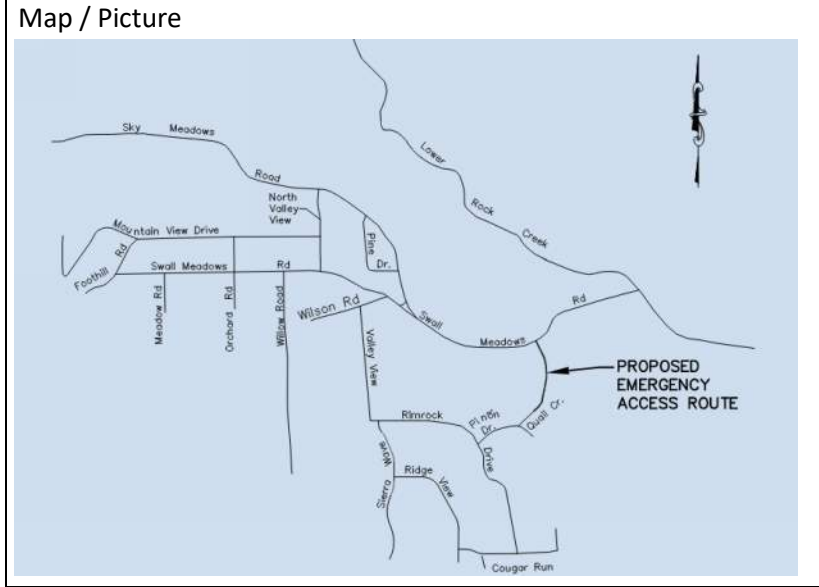 Map / Picture
Sky Meadows Road
Lower Rock Creek
North
Valley
View
Mountain View Drive
Pine Dr.
Foothill Rd
Swall Meadows Rd
Meadow Rd
Orchard Rd
Willow Road
Wilson Rd
Swall Meadows Rd
Valley View
PROPOSED
EMERGENCY
ACCESS ROUTE
Rimrock Drive
Pinon
Dr.
Quail Cr.
Sierra Wave
Ridge View
Cougar Run